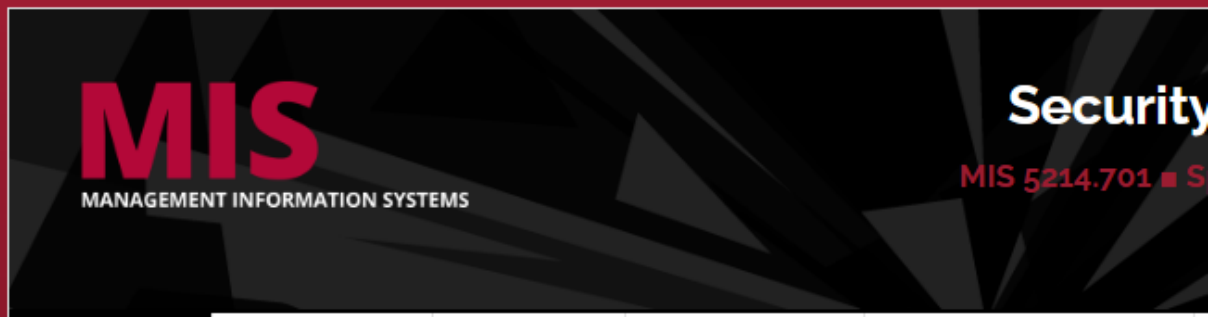 MIS
MANAGEMENT INFORMATION SYSTEMS
Security
MIS 5214.701 ■ S